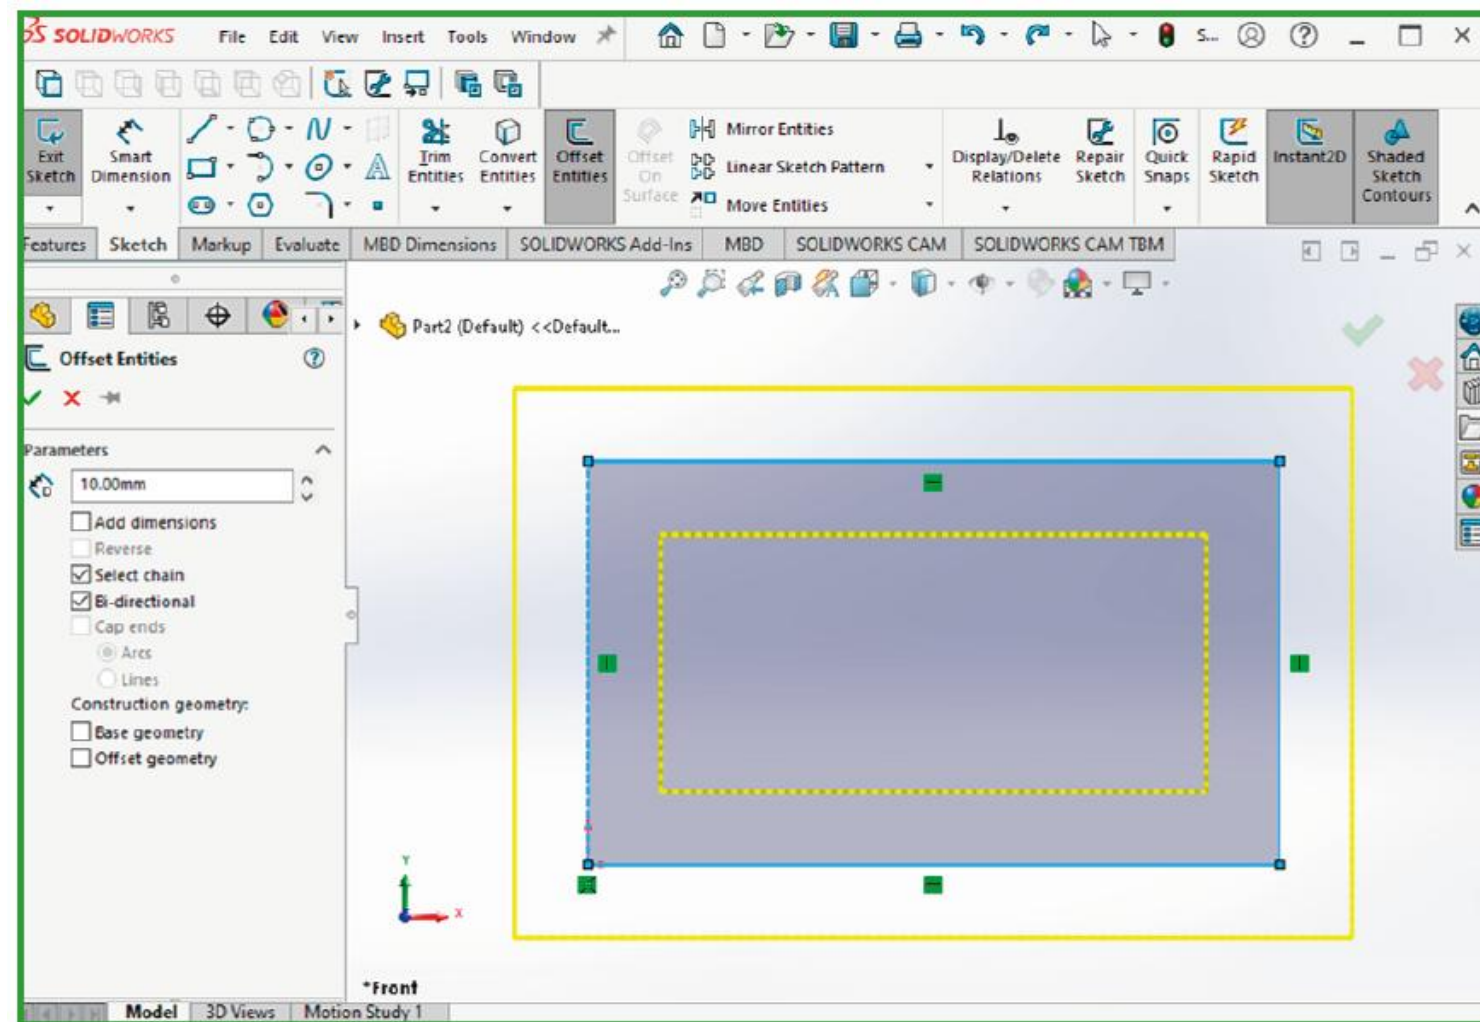 SOLIDWORKS File Edit View Insert Tools Window S...
Exit Sketch
Smart Dimension
Trim Entities
Convert Entities
Offset Entities
Offset On Surface
Mirror Entities
Linear Sketch Pattern
Move Entities
Display/Delete Relations
Repair Sketch
Quick Snaps
Rapid Sketch
Instant2D
Shaded Sketch Contours
Features Sketch Markup Evaluate MBD Dimensions SOLIDWORKS Add-Ins MBD SOLIDWORKS CAM SOLIDWORKS CAM TBM
Part2 (Default) <<Default...
Offset Entities
Parameters
10.00mm
Add dimensions
Reverse
Select chain
Bi-directional
Cap ends
Arcs
Lines
Construction geometry:
Base geometry
Offset geometry
Y
X
*Front
Model 3D Views Motion Study 1